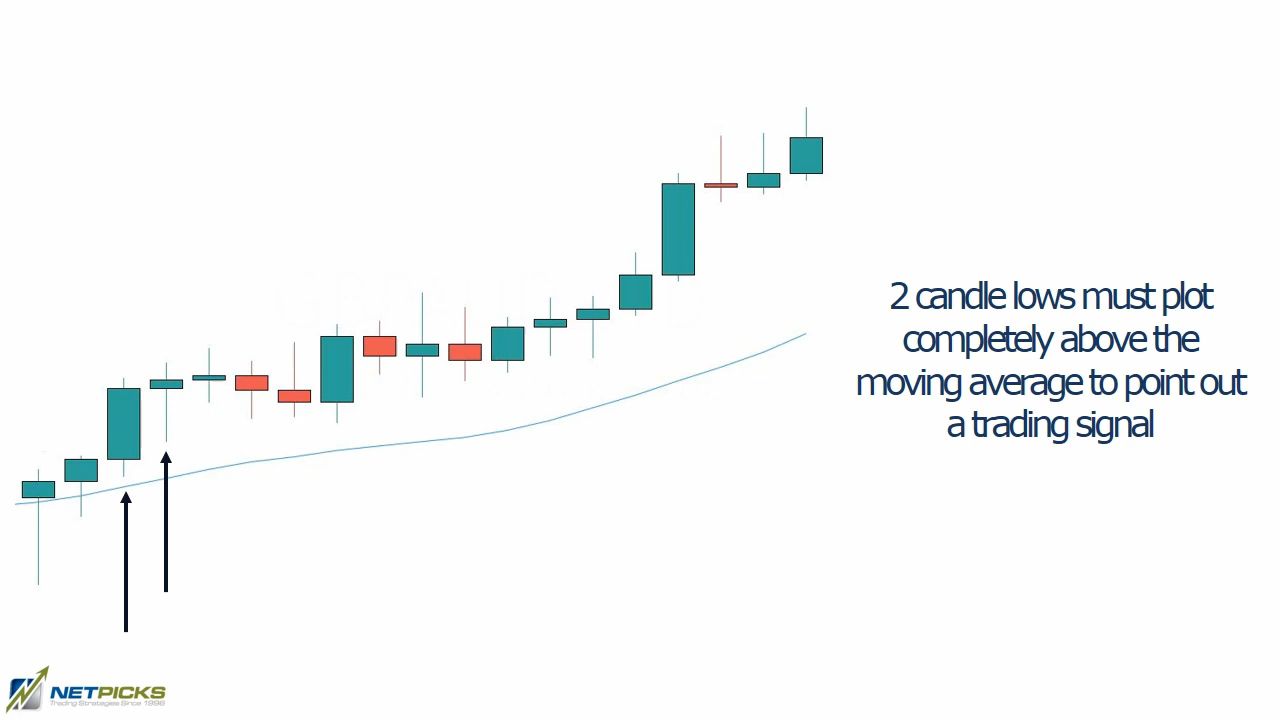 2 candle lows must plot
completely above the
moving average to point out
a trading signal
NETPICKS
Trading Strategies Since 1996